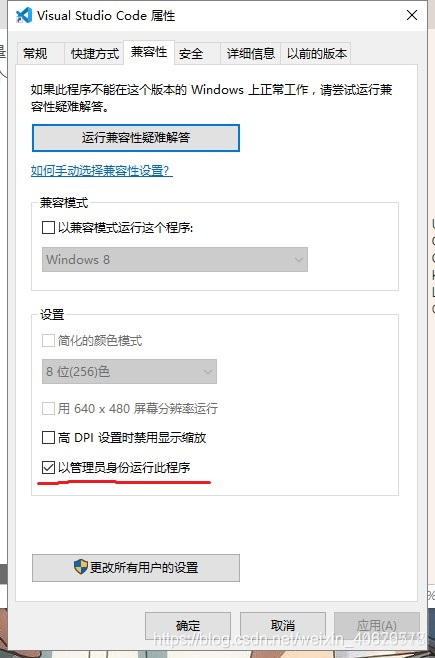 Visual Studio Code 属性
常规 快捷方式 兼容性 安全 详细信息 以前的版本
如果此程序不能在这个版本的 Windows 上正常工作，请尝试运行兼
容性疑难解答。
运行兼容性疑难解答
如何手动选择兼容性设置?
兼容模式
以兼容模式运行这个程序:
Windows 8
设置
简化的颜色模式
8 位(256)色
用 640 x 480 屏幕分辨率运行
高 DPI 设置时禁用显示缩放
以管理员身份运行此程序
更改所有用户的设置
确定 取消 应用(A)
https://blog.csdn.net/weixin_40629573